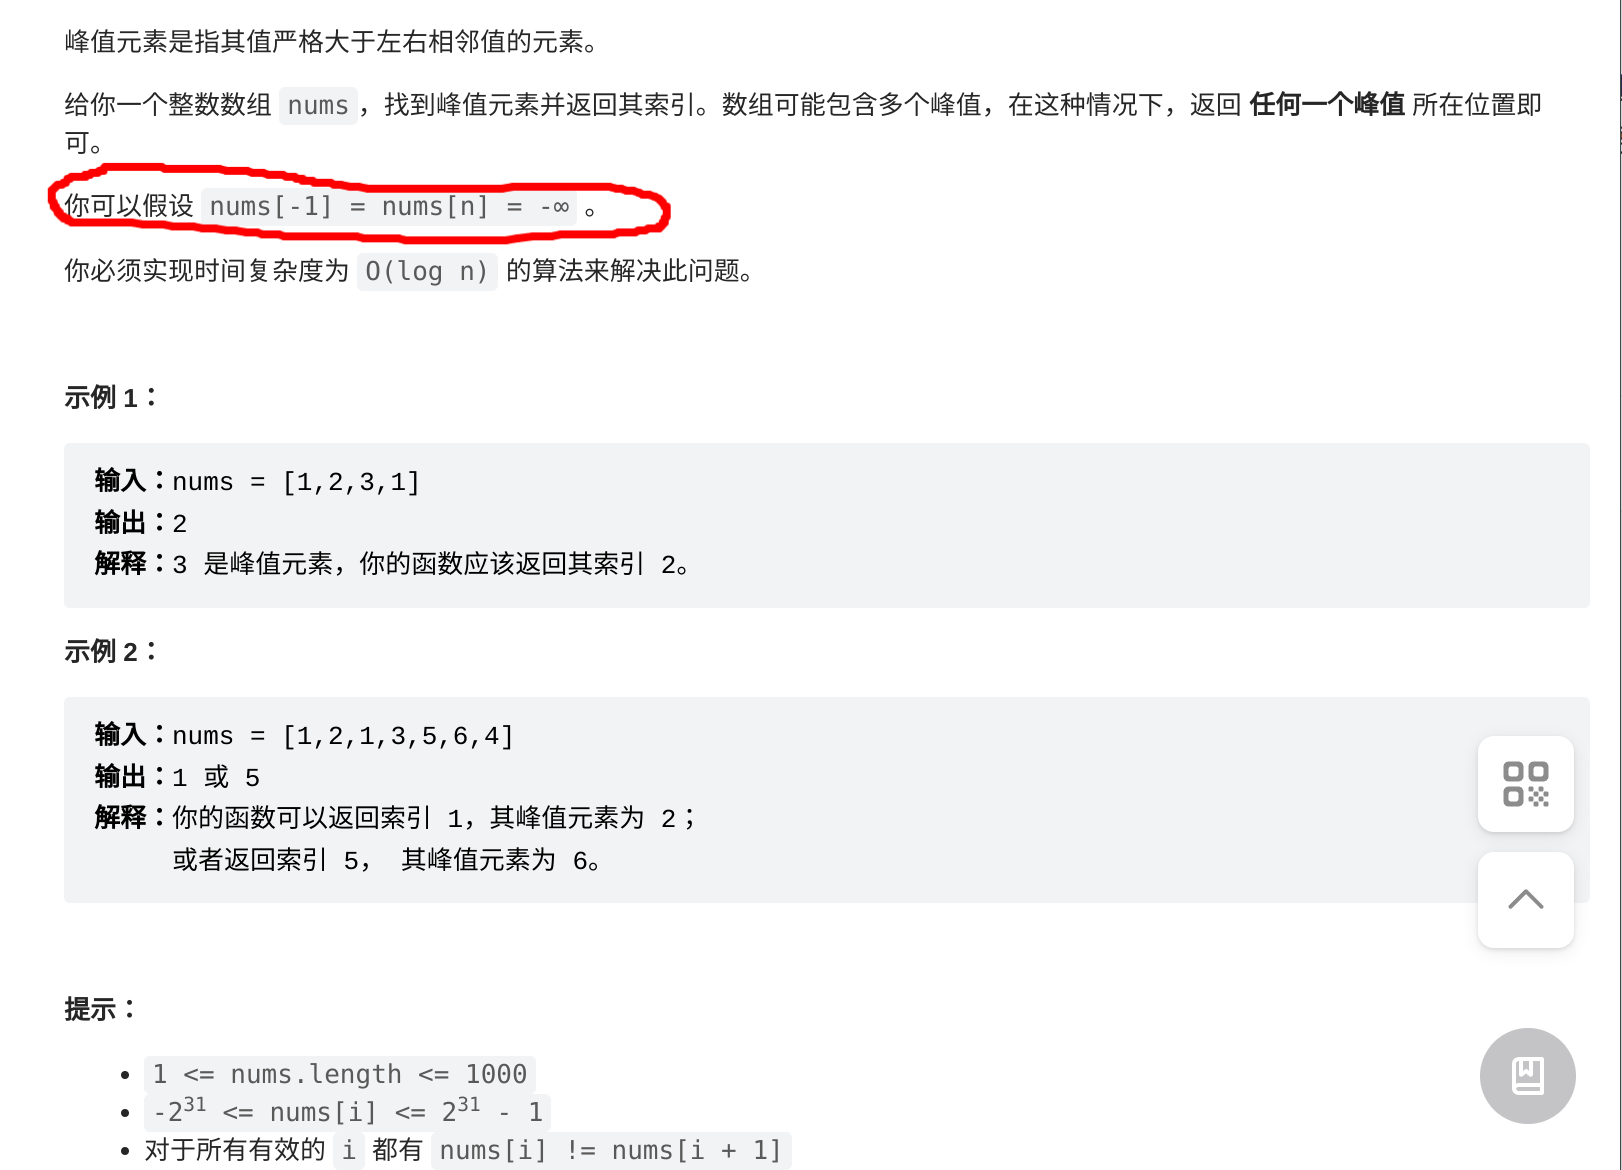 峰值元素是指其值严格大于左右相邻值的元素。
给你一个整数数组 nums，找到峰值元素并返回其索引。数组可能包含多个峰值，在这种情况下，返回 任何一个峰值 所在位置即
可。
你可以假设 nums[-1] = nums[n] = -∞ 。
你必须实现时间复杂度为 O(log n) 的算法来解决此问题。
示例 1：
输入：nums = [1,2,3,1]
输出：2
解释：3 是峰值元素，你的函数应该返回其索引 2。
示例 2：
输入：nums = [1,2,1,3,5,6,4]
输出：1 或 5
解释：你的函数可以返回索引 1，其峰值元素为 2；
或者返回索引 5， 其峰值元素为 6。
提示：
• 1 <= nums.length <= 1000
• -2³¹ <= nums[i] <= 2³¹ - 1
• 对于所有有效的 i 都有 nums[i] != nums[i + 1]